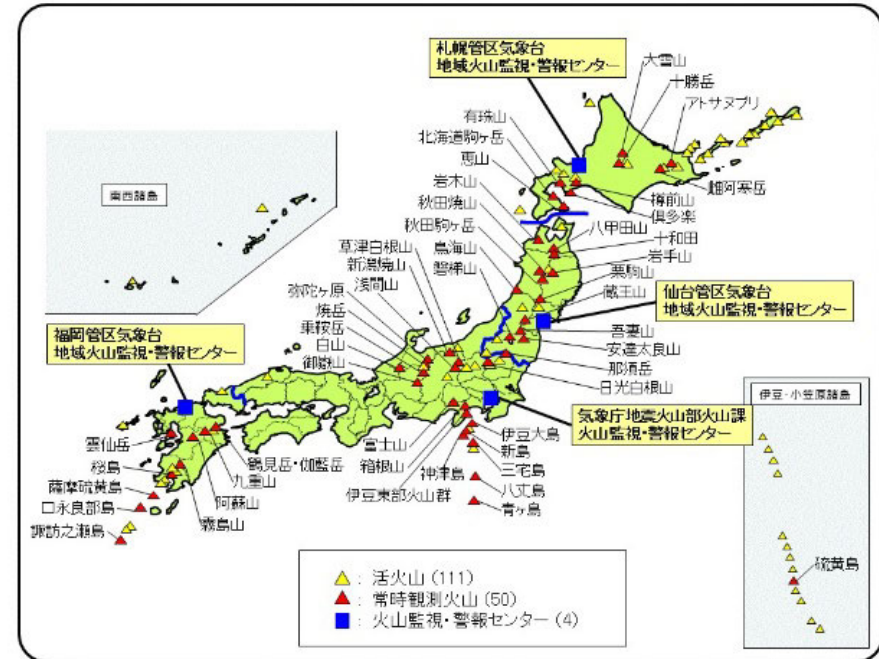 札幌管区気象台
地域火山監視・警報センター
大雪山
十勝岳
アトサヌプリ
有珠山
北海道駒ヶ岳
恵山
岩木山
秋田焼山
秋田駒ヶ岳
鳥海山
磐梯山
草津白根山
新潟焼山
浅間山
弥陀ヶ原
焼岳
乗鞍岳
白山
御嶽山
雌阿寒岳
樽前山
倶多楽
八甲田山
十和田
岩手山
栗駒山
蔵王山
吾妻山
安達太良山
那須岳
日光白根山
仙台管区気象台
地域火山監視・警報センター
南西諸島
福岡管区気象台
地域火山監視・警報センター
気象庁地震火山部火山課
火山監視・警報センター
富士山
箱根山
伊豆東部火山群
伊豆大島
新島
神津島
三宅島
八丈島
青ヶ島
雲仙岳
桜島
薩摩硫黄島
口永良部島
諏訪之瀬島
鶴見岳・伽藍岳
九重山
阿蘇山
霧島山
伊豆・小笠原諸島
硫黄島
: 活火山 (111)
: 常時観測火山 (50)
: 火山監視・警報センター (4)